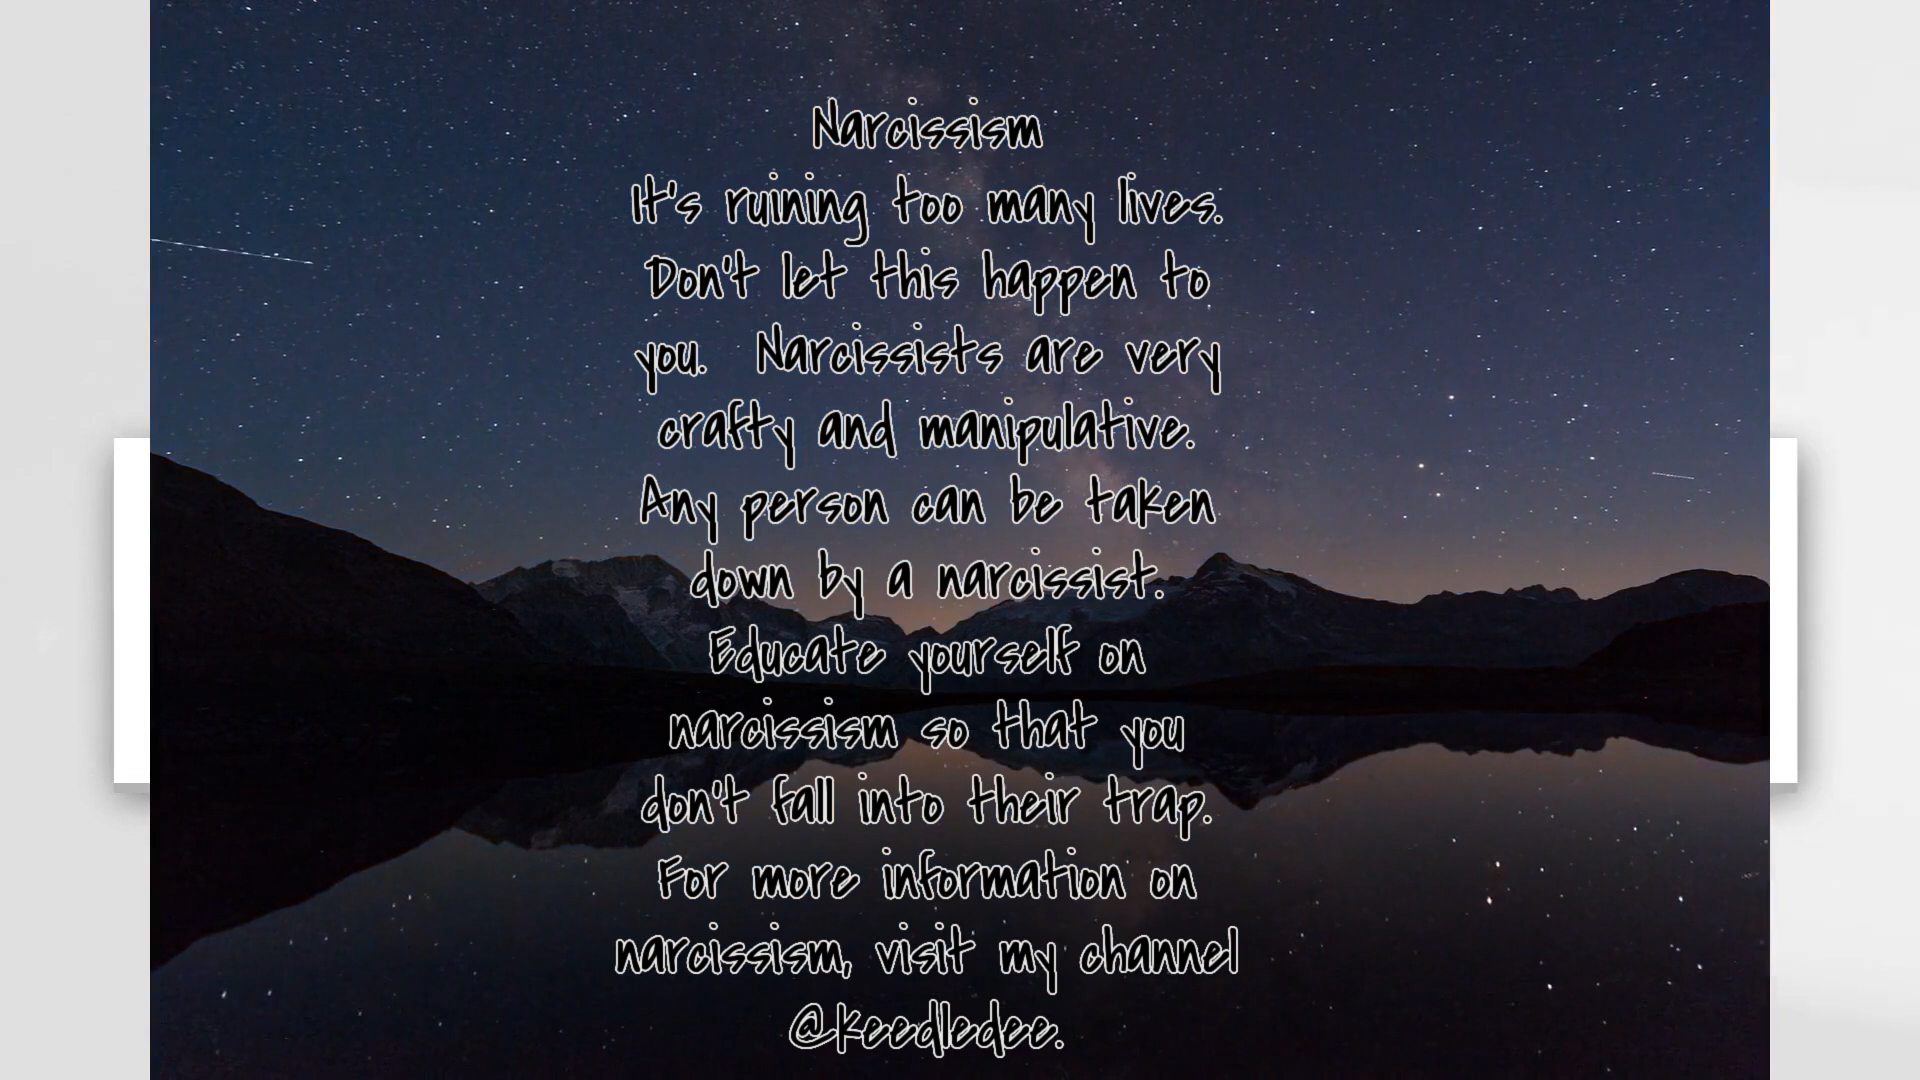 Narcissism
It's ruining too many lives.
Don't let this happen to
you.  Narcissists are very
crafty and manipulative.
Any person can be taken
down by a narcissist.
Educate yourself on
narcissism so that you
don't fall into their trap.
For more information on
narcissism, visit my channel
@keedledee.